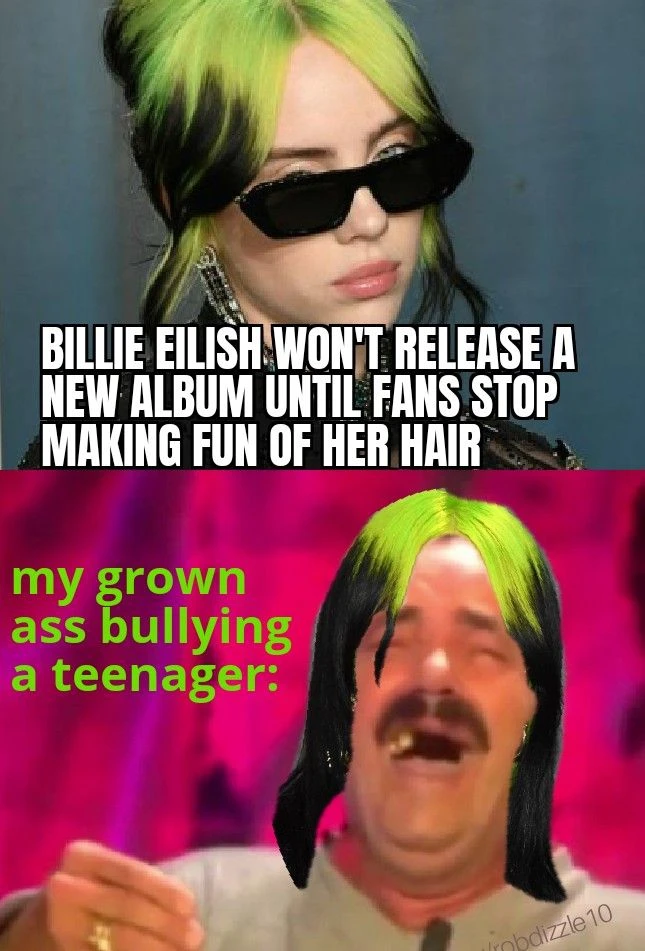 BILLIE EILISH WON'T RELEASE A
NEW ALBUM UNTIL FANS STOP
MAKING FUN OF HER HAIR
my grown
ass bullying
a teenager:
/robdizzle10